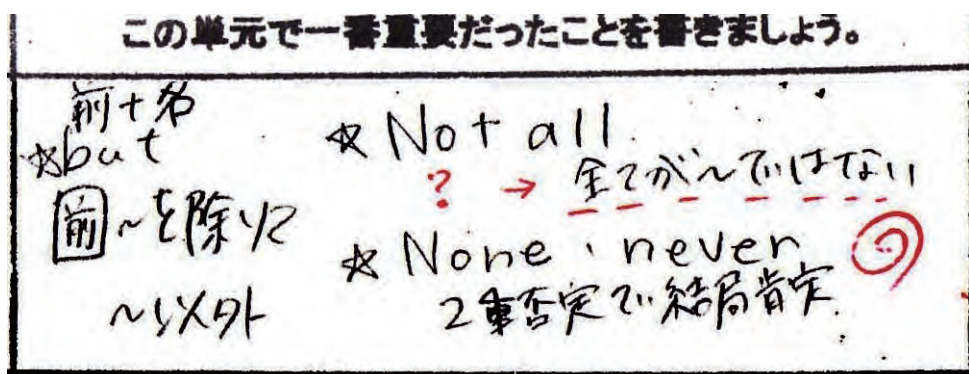 この単元で一番重要だったことを書きましょう。
前+名
☆but
前 ~を除いて
~以外
☆ Not all
? → 全てが~ではない
☆ None、never
2重否定で結局肯定